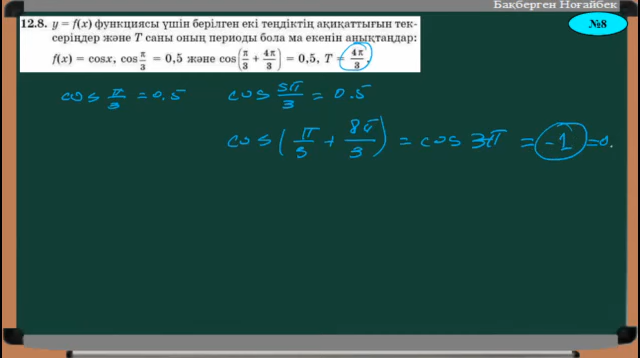 Бақберген Ноғайбек
№8
12.8. y = f(x) функциясы үшін берілген екі теңдіктің ақиқаттығын тек-
серіңдер және T саны оның периоды бола ма екенін анықтаңдар:
f(x) = cosx, cos π/3 = 0,5 және cos(π/3 + 4π/3) = 0,5, T = 4π/3.
cos π/3 = 0.5 cos 5π/3 = 0.5
cos(π/3 + 8π/3) = cos 3π = -1 = 0.